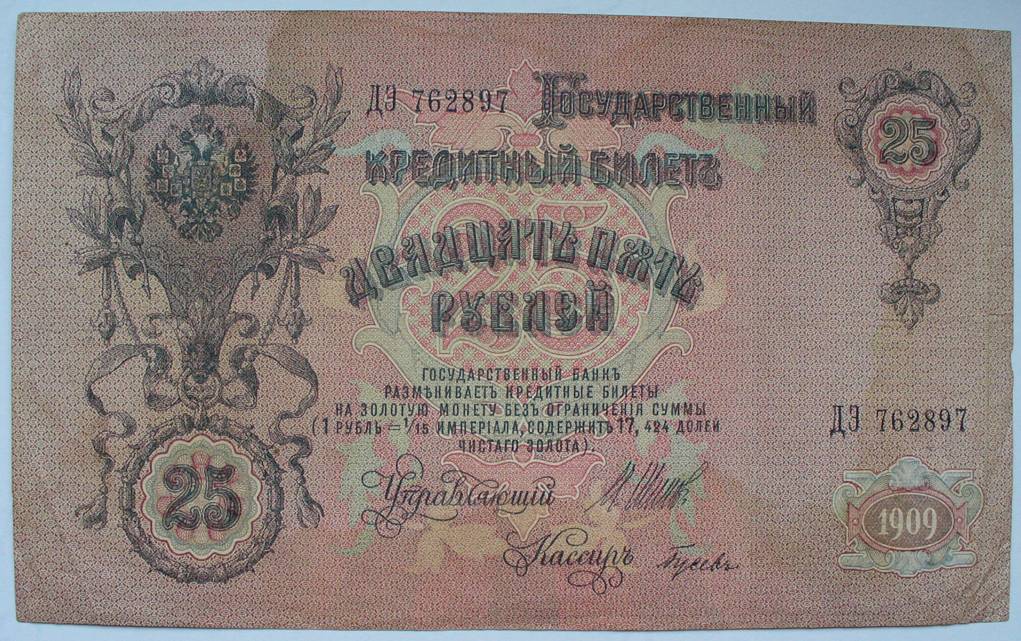 ДЭ 762897 Государственный
25
Кредитный Билетъ
Двадцать Пять
Рублей
25
ГОСУДАРСТВЕННЫЙ БАНКЪ
РАЗМѢНИВАЕТЪ КРЕДИТНЫЕ БИЛЕТЫ
НА ЗОЛОТУЮ МОНЕТУ БЕЗЪ ОГРАНИЧЕНІЯ СУММЫ
(1 РУБЛЬ = 1/15 ИМПЕРІАЛА, СОДЕРЖИТЪ 17,424 ДОЛЕЙ
ЧИСТАГО ЗОЛОТА).
ДЭ 762897
25
Управляющій
И. Шипов
1909
Кассиръ
Гусевъ